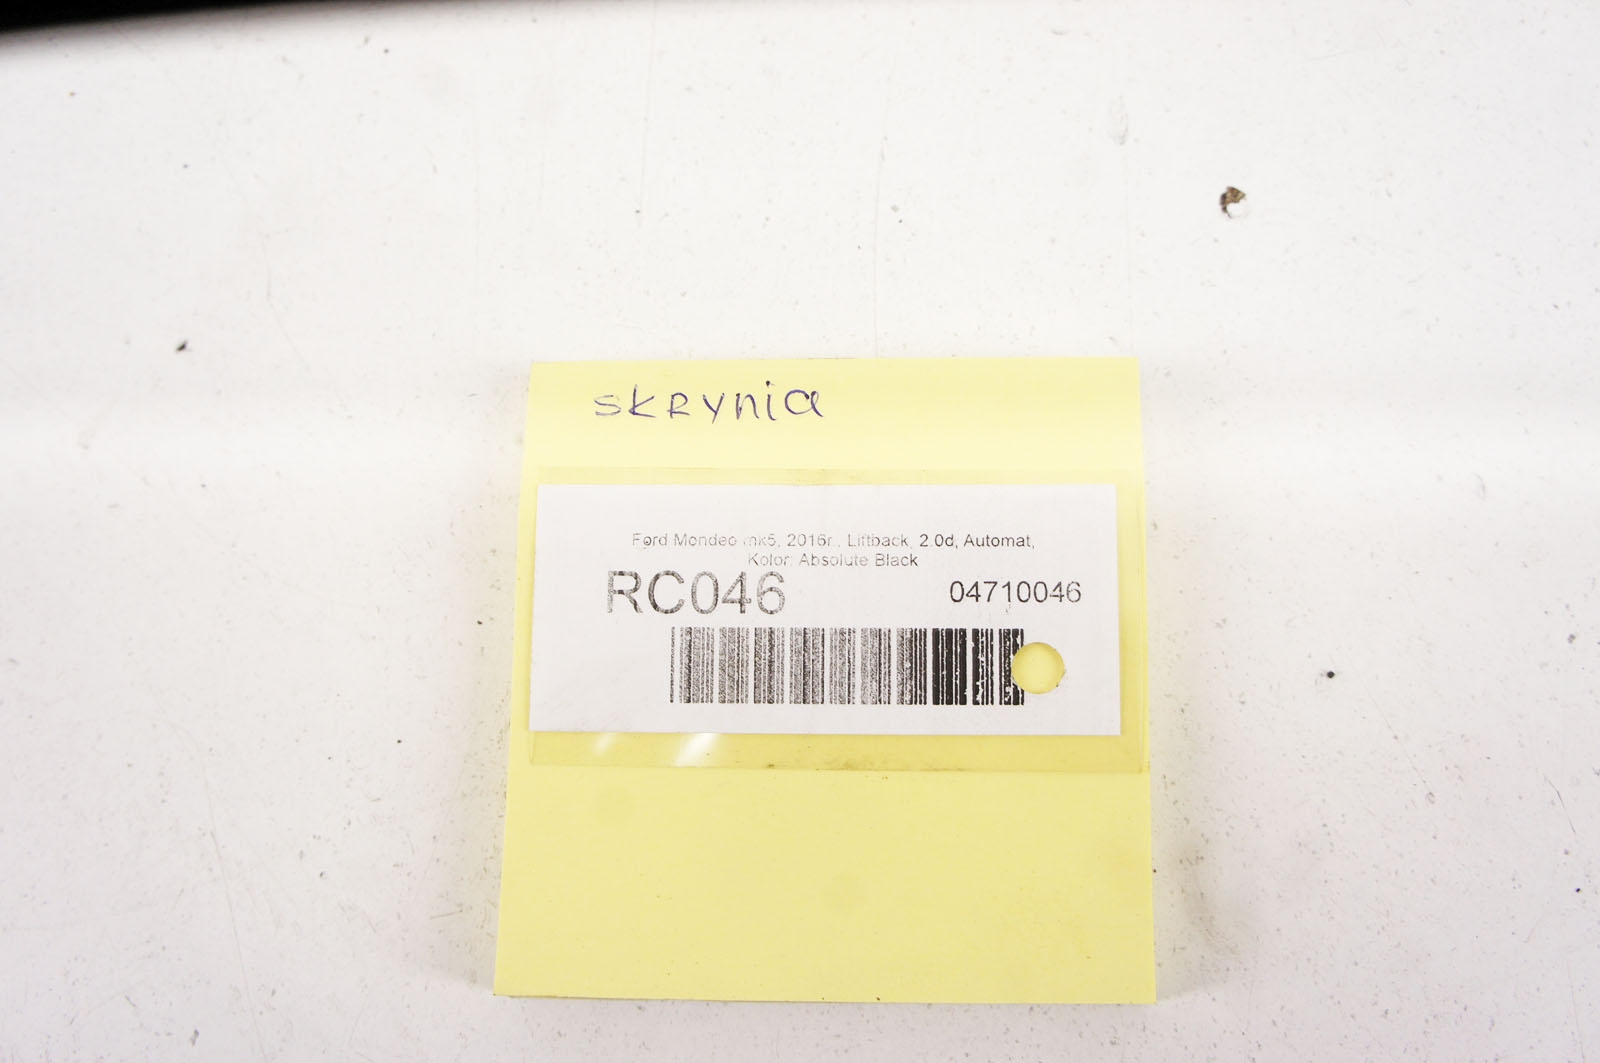 skrynia
Ford Mondeo mk5, 2016r., Liftback, 2.0d, Automat,
Kolor: Absolute Black
RC046 04710046